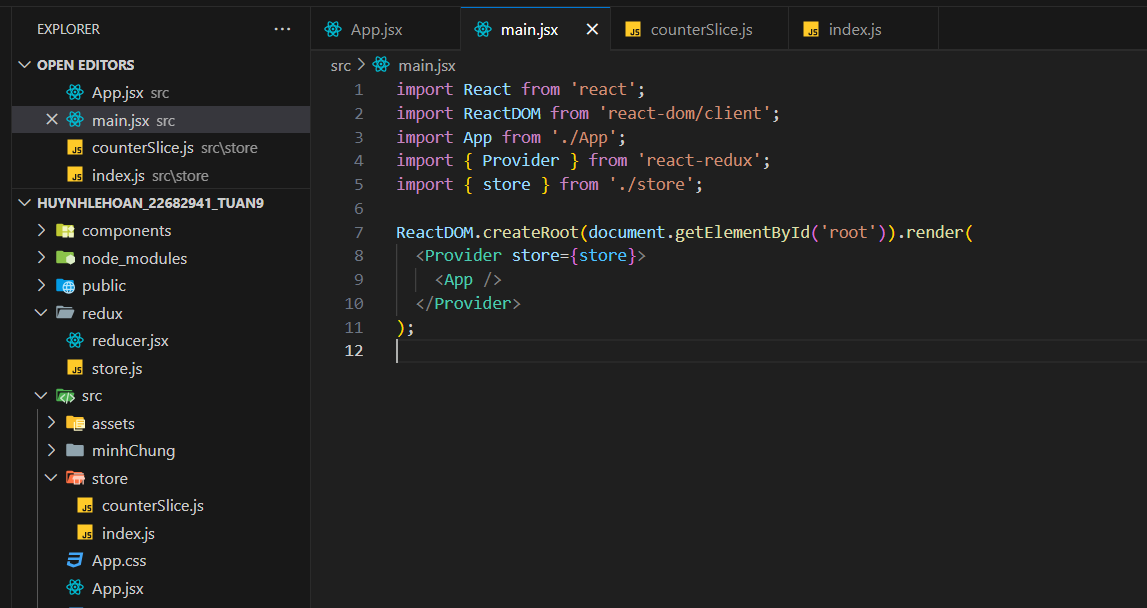 EXPLORER
OPEN EDITORS
App.jsx src
main.jsx src
counterSlice.js src\store
index.js src\store
HUYNHLEHOAN_22682941_TUAN9
components
node_modules
public
redux
reducer.jsx
store.js
src
assets
minhChung
store
counterSlice.js
index.js
App.css
App.jsx
App.jsx main.jsx counterSlice.js index.js
src > main.jsx
1 import React from 'react';
2 import ReactDOM from 'react-dom/client';
3 import App from './App';
4 import { Provider } from 'react-redux';
5 import { store } from './store';
6
7 ReactDOM.createRoot(document.getElementById('root')).render(
8 <Provider store={store}>
9 <App />
10 </Provider>
11 );
12